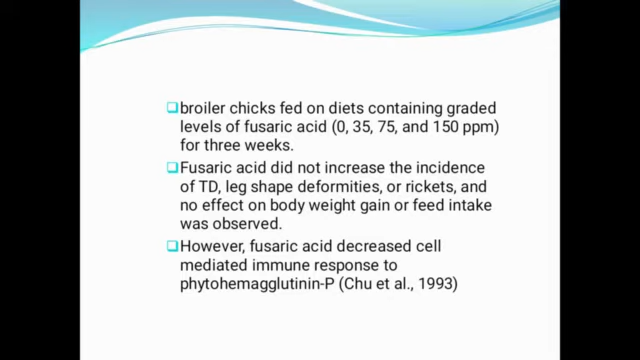 ❑broiler chicks fed on diets containing graded
levels of fusaric acid (0, 35, 75, and 150 ppm)
for three weeks.
❑Fusaric acid did not increase the incidence
of TD, leg shape deformities, or rickets, and
no effect on body weight gain or feed intake
was observed.
❑However, fusaric acid decreased cell
mediated immune response to
phytohemagglutinin-P (Chu et al., 1993)